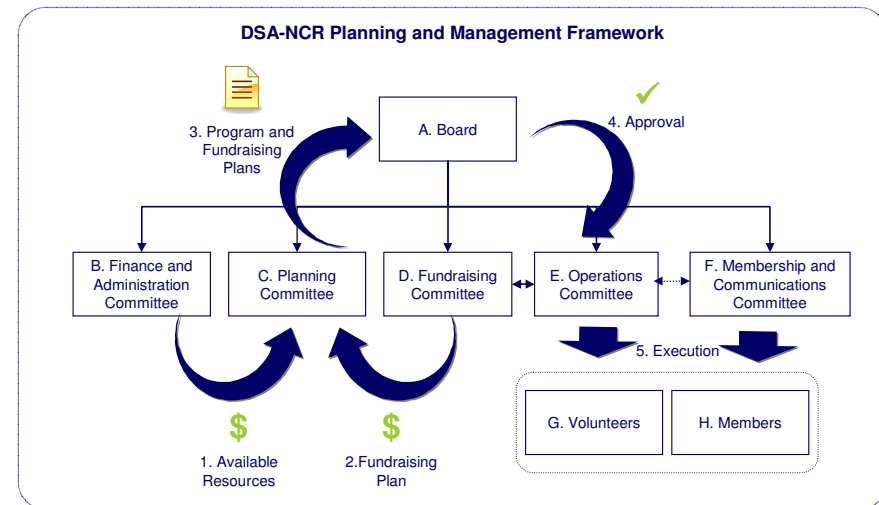 DSA-NCR Planning and Management Framework
3. Program and
Fundraising
Plans
A. Board
4. Approval
B. Finance and
Administration
Committee
C. Planning
Committee
D. Fundraising
Committee
E. Operations
Committee
F. Membership and
Communications
Committee
5. Execution
G. Volunteers
H. Members
$
$
1. Available
Resources
2.Fundraising
Plan